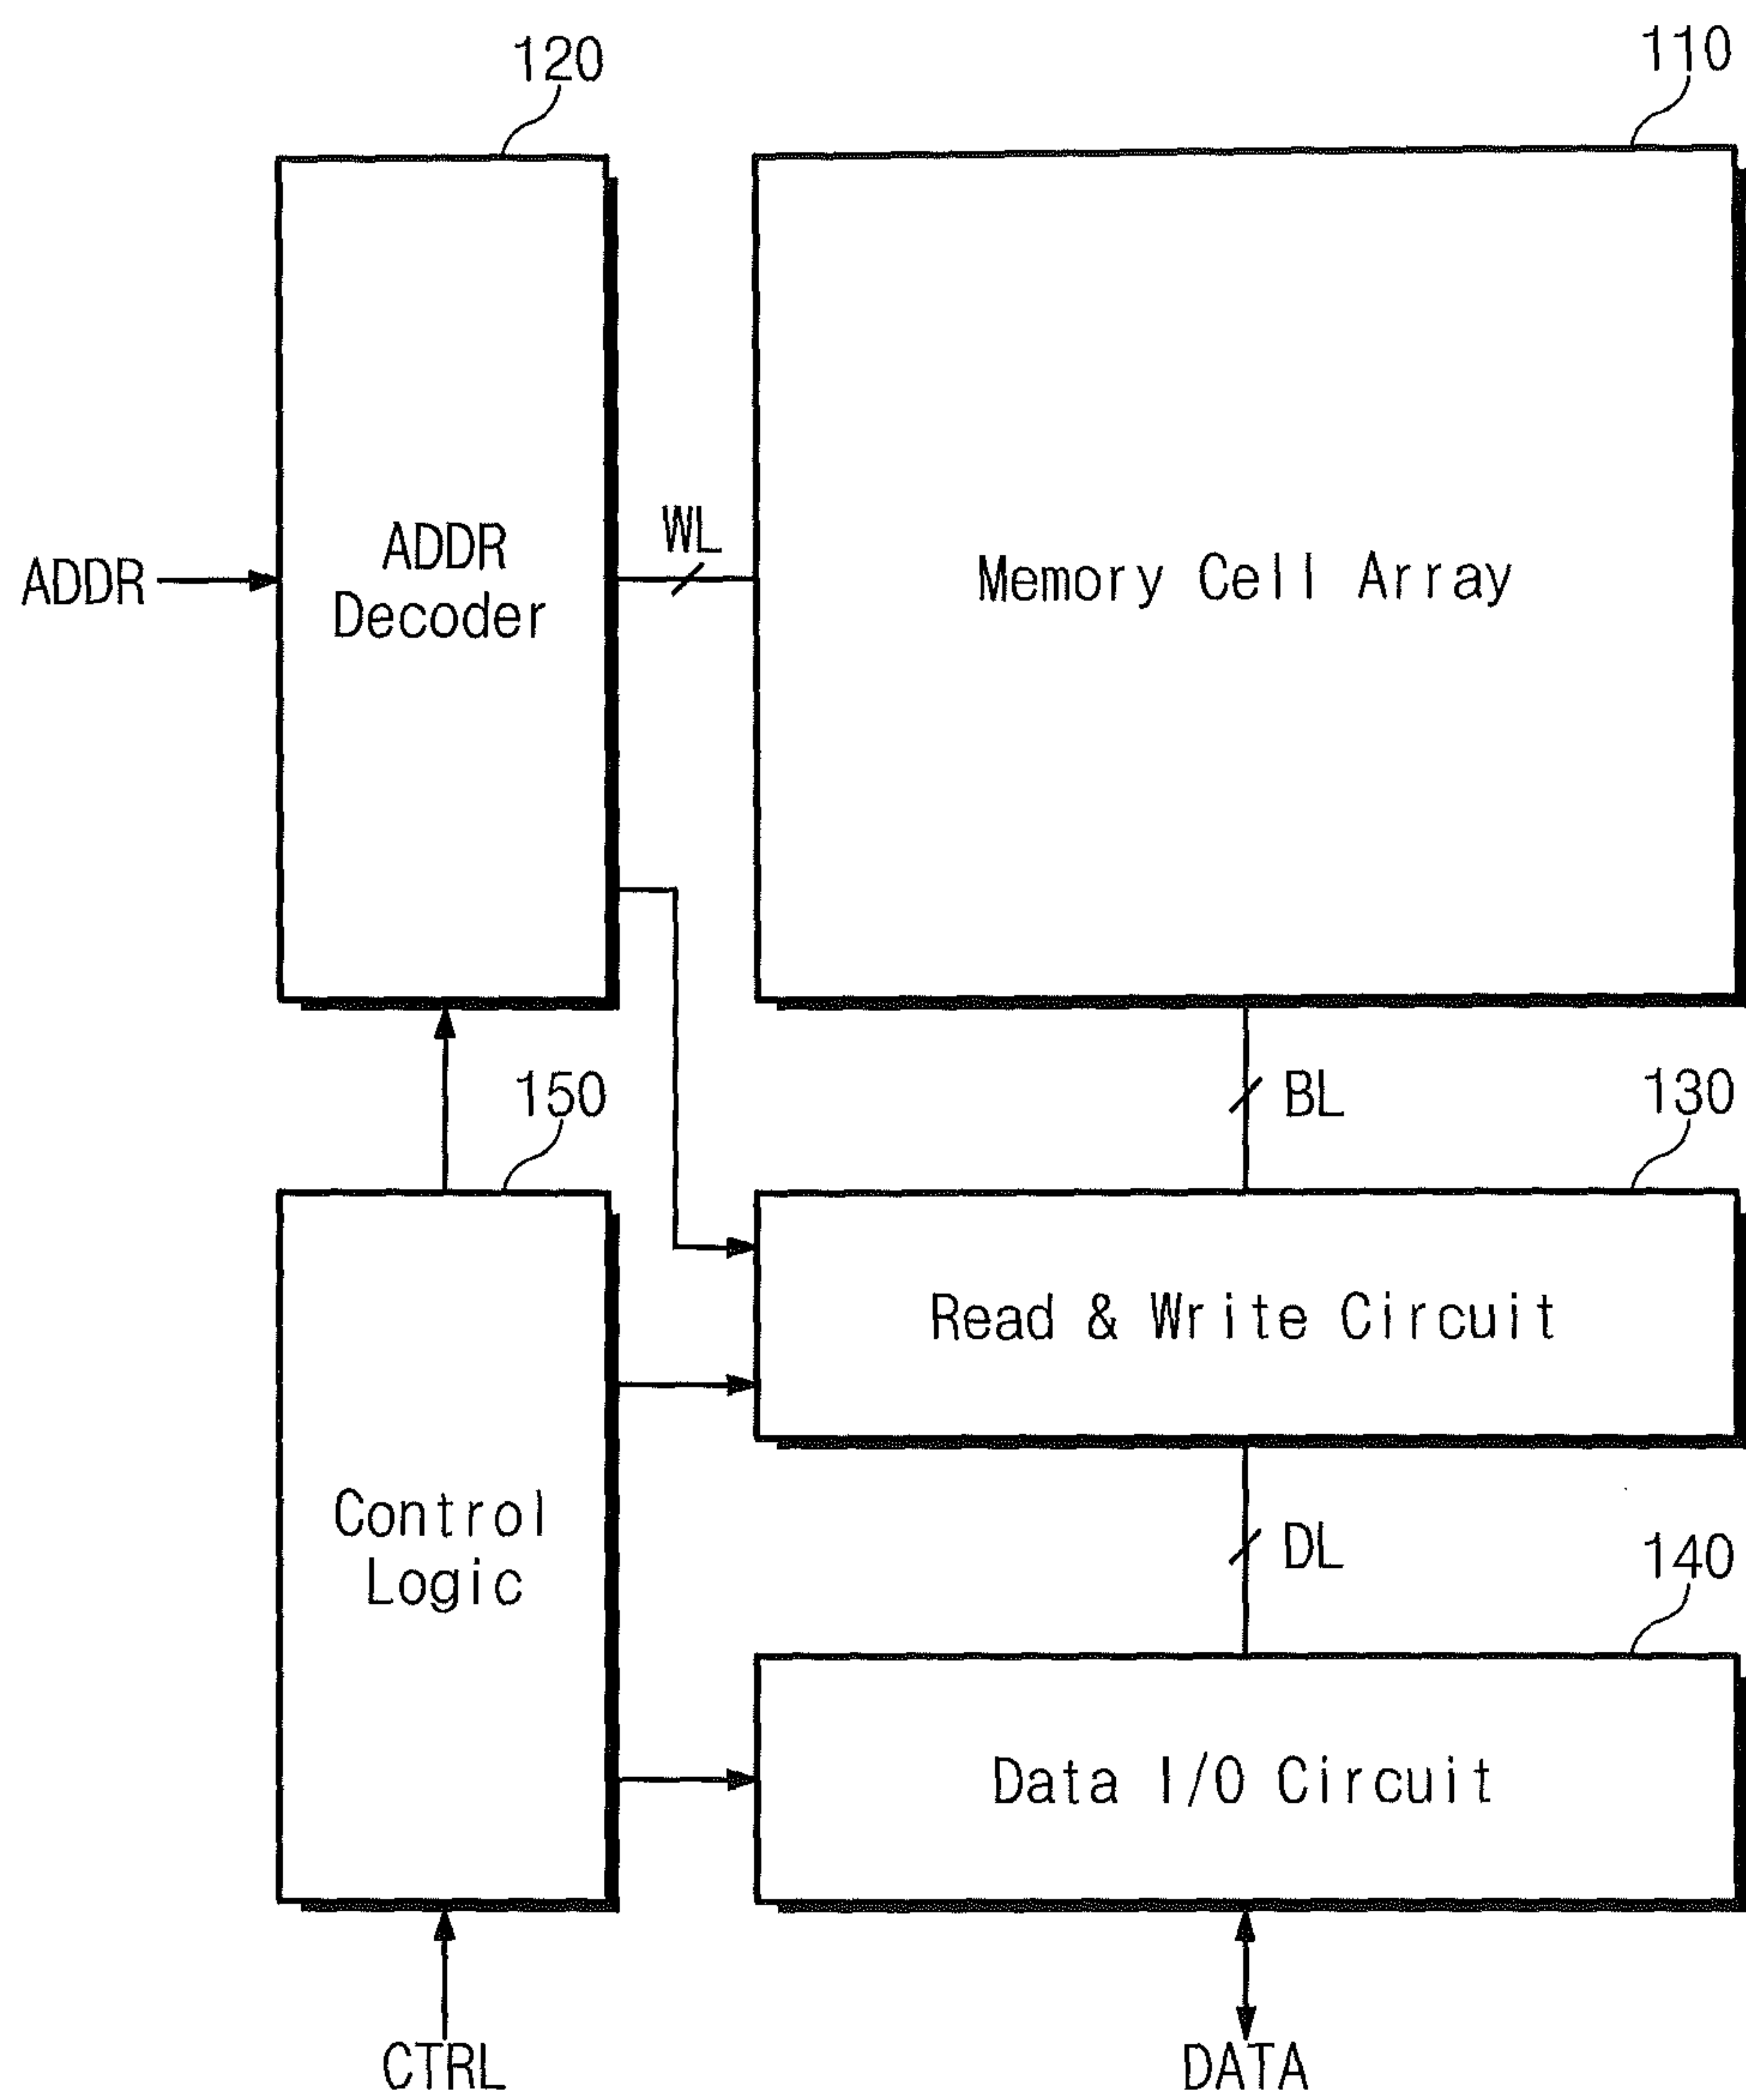 120
110
ADDR
ADDR
Decoder
WL
Memory Cell Array
150
BL
130
Read & Write Circuit
Control
Logic
DL
140
Data I/O Circuit
CTRL
DATA